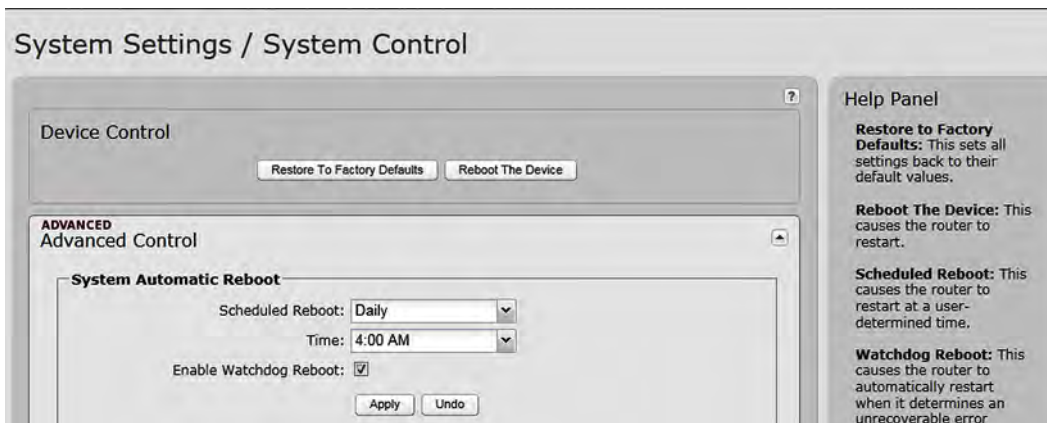 System Settings / System Control
?
Device Control
Restore To Factory Defaults
Reboot The Device
ADVANCED
Advanced Control
System Automatic Reboot
Scheduled Reboot: Daily
Time: 4:00 AM
Enable Watchdog Reboot:
Apply
Undo
Help Panel
Restore to Factory
Defaults: This sets all
settings back to their
default values.
Reboot The Device: This
causes the router to
restart.
Scheduled Reboot: This
causes the router to
restart at a user-
determined time.
Watchdog Reboot: This
causes the router to
automatically restart
when it determines an
unrecoverable error